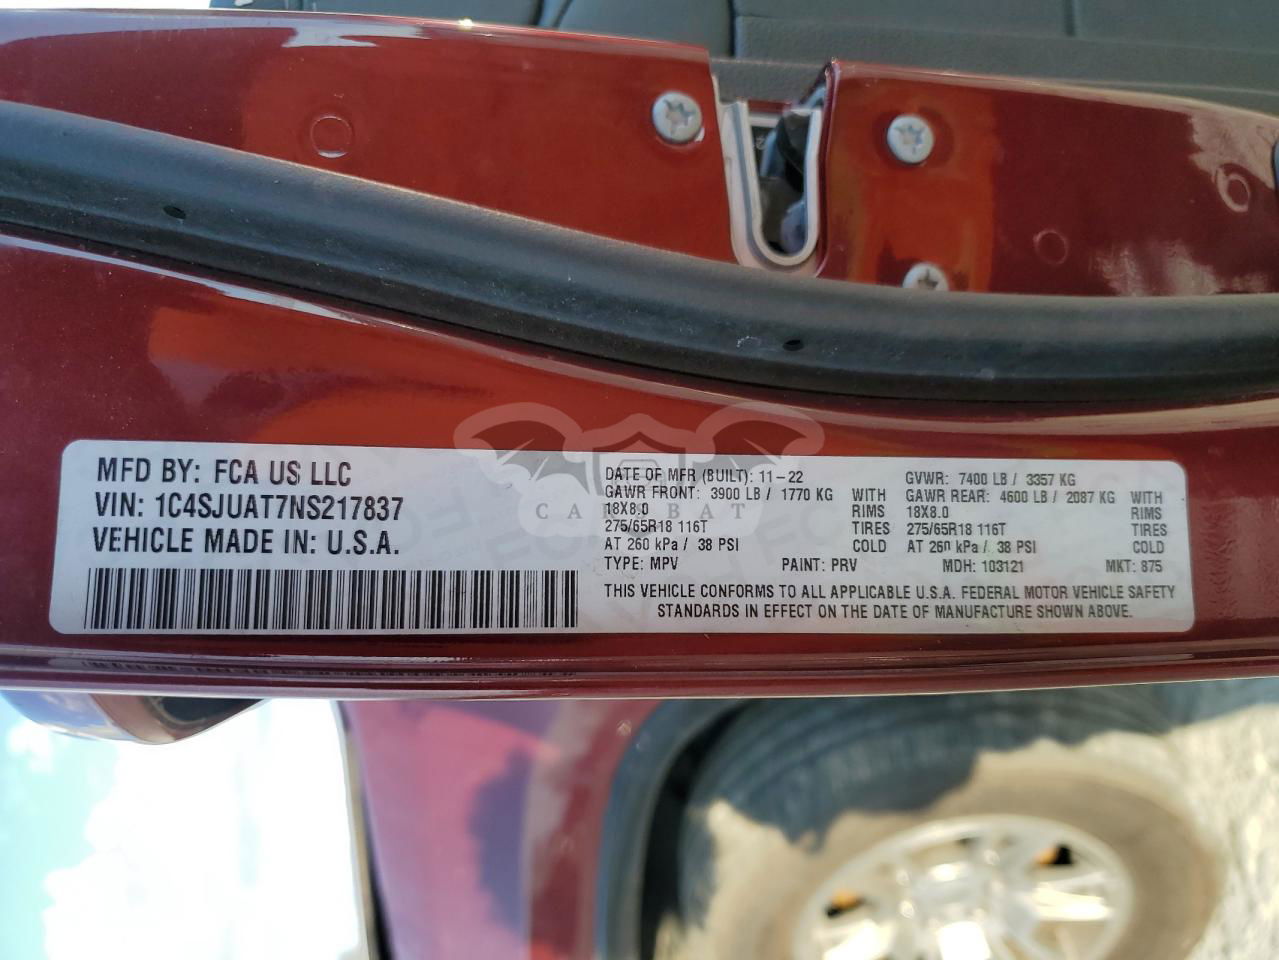 MFD BY: FCA US LLC
VIN: 1C4SJUAT7NS217837
VEHICLE MADE IN: U.S.A.
DATE OF MFR (BUILT): 11-22 GVWR: 7400 LB / 3357 KG
GAWR FRONT: 3900 LB / 1770 KG WITH GAWR REAR: 4600 LB / 2087 KG WITH
18X8.0 RIMS 18X8.0 RIMS
275/65R18 116T TIRES 275/65R18 116T TIRES
AT 260 kPa / 38 PSI COLD AT 260 kPa / 38 PSI COLD
TYPE: MPV PAINT: PRV MDH: 103121 MKT: 875
THIS VEHICLE CONFORMS TO ALL APPLICABLE U.S.A. FEDERAL MOTOR VEHICLE SAFETY
STANDARDS IN EFFECT ON THE DATE OF MANUFACTURE SHOWN ABOVE.